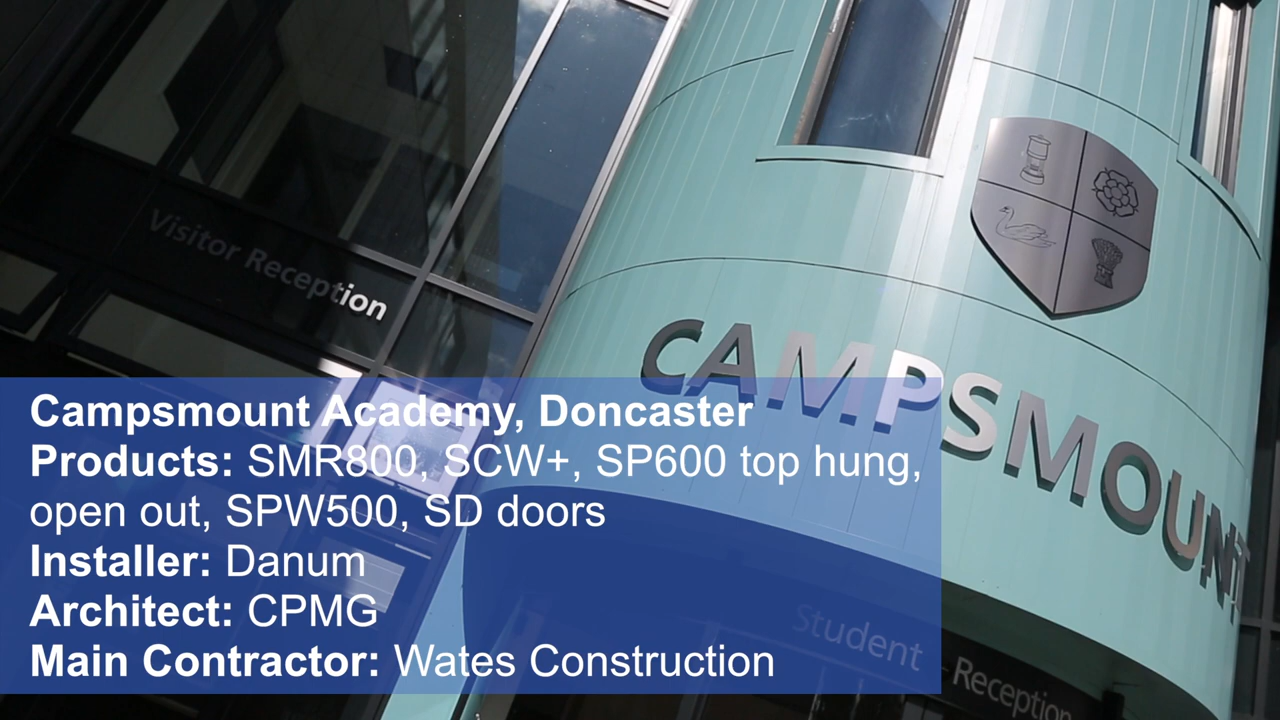 Visitor Reception
CAMPSMOUNT
Campsmount Academy, Doncaster
Products: SMR800, SCW+, SP600 top hung,
open out, SPW500, SD doors
Installer: Danum
Architect: CPMG
Main Contractor: Wates Construction
Student Reception